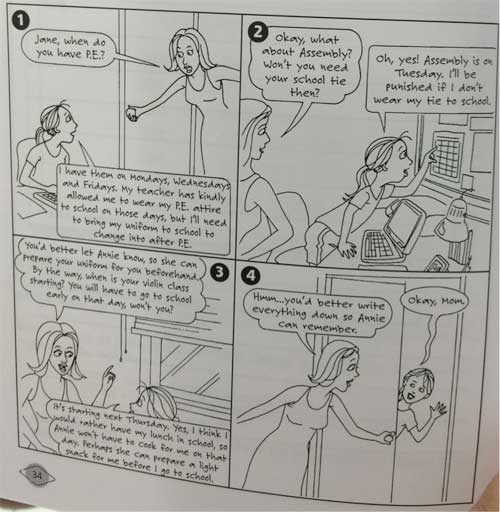 1
Jane, when do
you have P.E.?
I have them on Mondays, Wednesdays
and Fridays. My teacher has kindly
allowed me to wear my P.E. attire
to school on those days, but I'll need
to bring my uniform to school to
change into after P.E.
2
Okay, what
about Assembly?
Won't you need
your school tie
then?
Oh, yes! Assembly is on
Tuesday. I'll be
punished if I don't
wear my tie to school.
3
You'd better let Annie know, so she can
prepare your uniform for you beforehand.
By the way, when is your violin class
starting? You will have to go to school
early on that day, won't you?
It's starting next Thursday. Yes, I think I
would rather have my lunch in school, so
Annie won't have to cook for me on that
day. Perhaps she can prepare a light
snack for me before I go to school.
4
Hmm...you'd better write
everything down so Annie
can remember.
Okay, Mom.
34